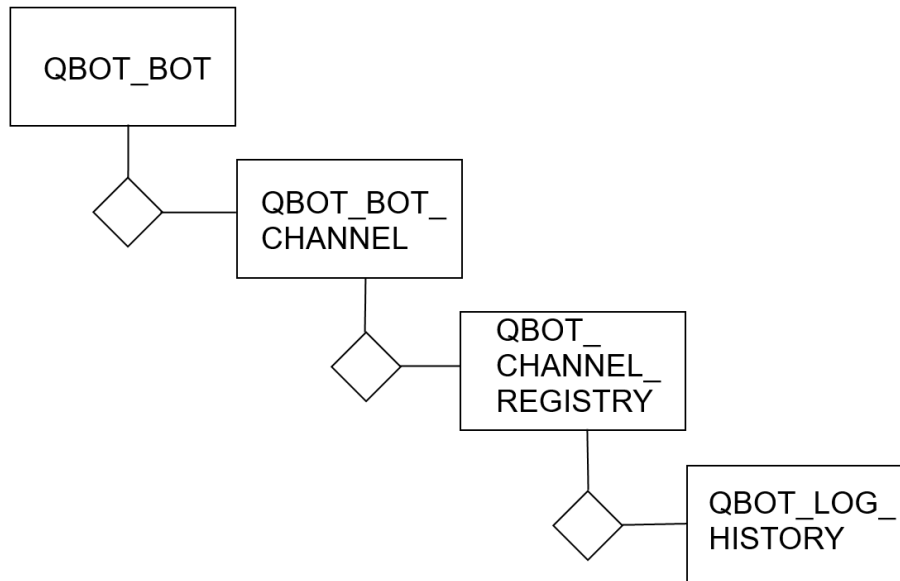 QBOT_BOT
QBOT_BOT_
CHANNEL
QBOT_
CHANNEL_
REGISTRY
QBOT_LOG_
HISTORY